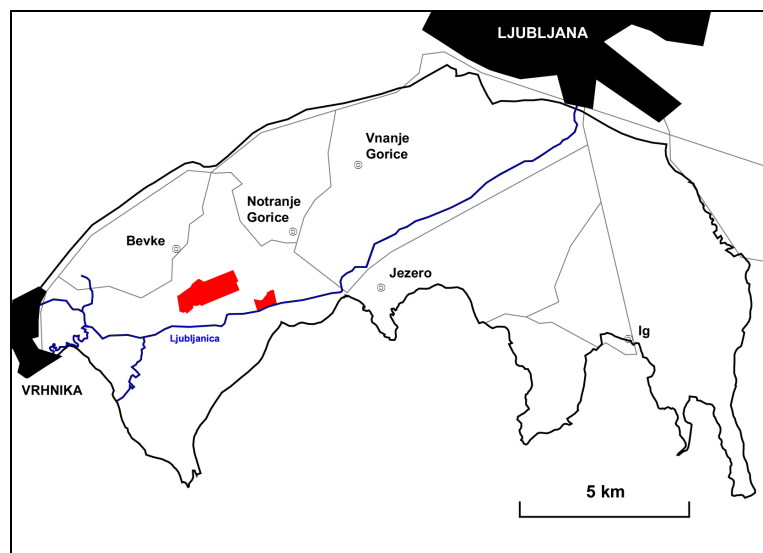 LJUBLJANA
Vnanje
Gorice
Notranje
Gorice
Bevke
Jezero
Ljubljanica
Ig
VRHNIKA
5 km